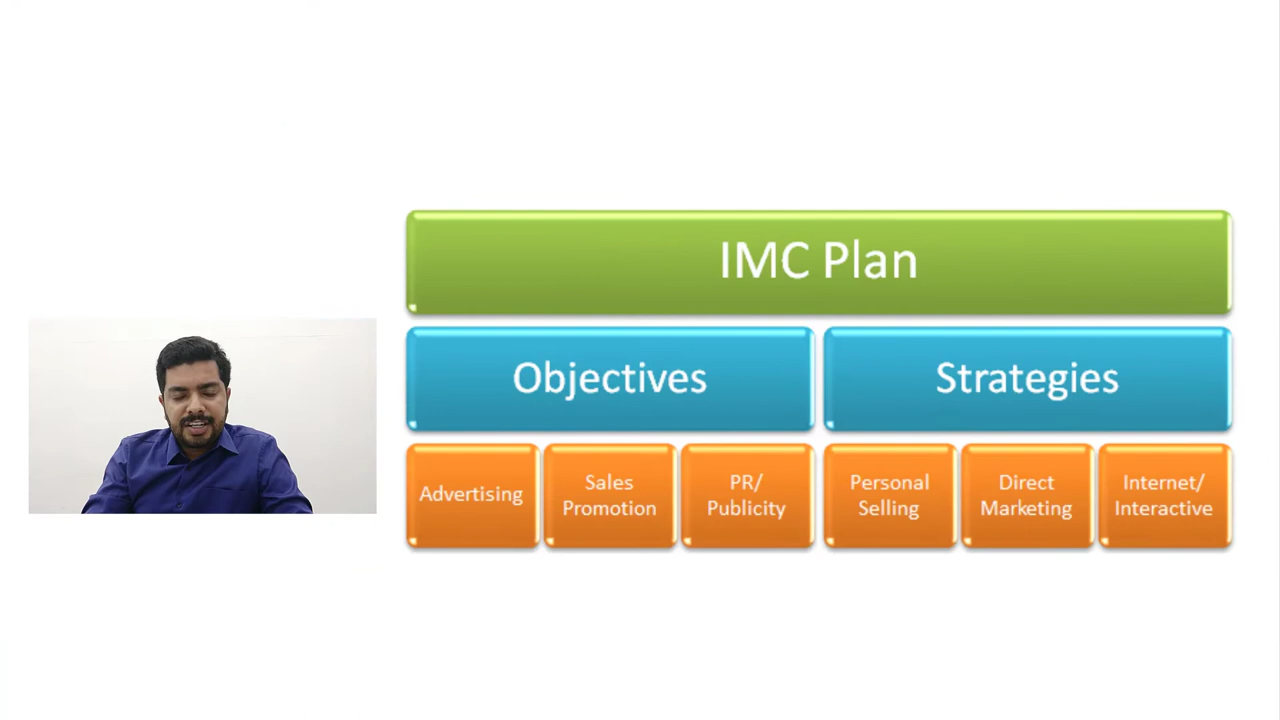 IMC Plan
Objectives
Strategies
Advertising
Sales
Promotion
PR/
Publicity
Personal
Selling
Direct
Marketing
Internet/
Interactive